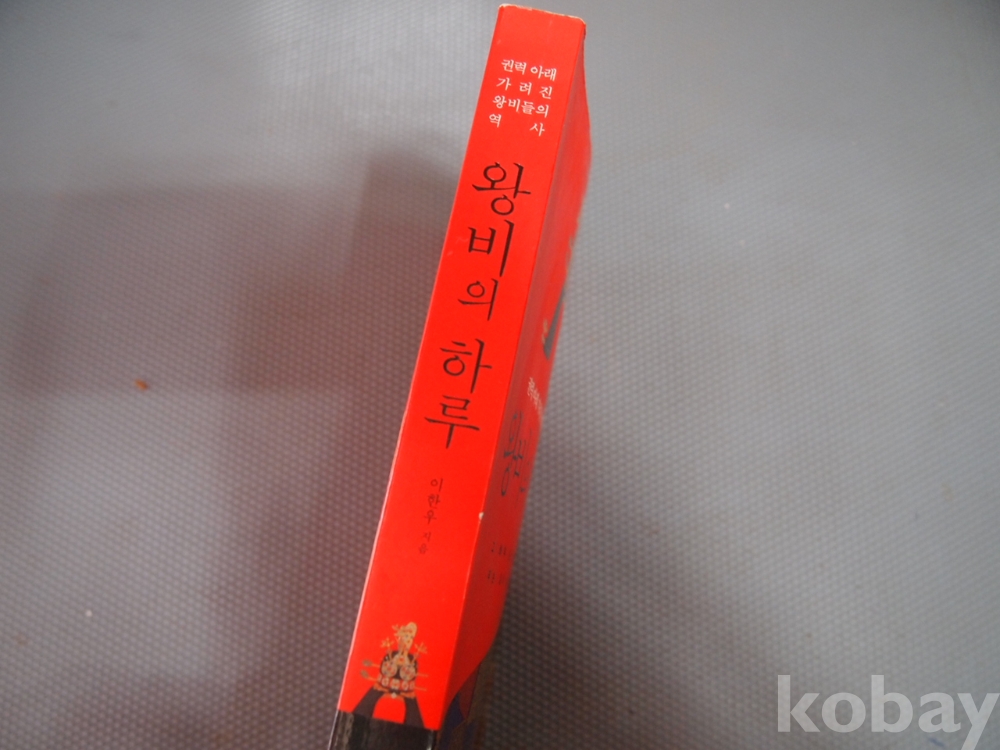 권력 아래
가려진
왕비들의
역사
왕비의 하루
이한우 지음
kobay